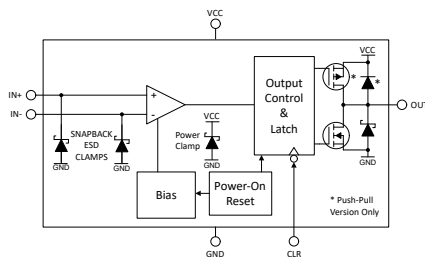 VCC
VCC
*
*
IN+
IN-
+
-
Output
Control
&
Latch
OUT
SNAPBACK
ESD
CLAMPS
VCC
Power
Clamp
GND
GND
GND
GND
Bias
Power-On
Reset
* Push-Pull
Version Only
GND
CLR